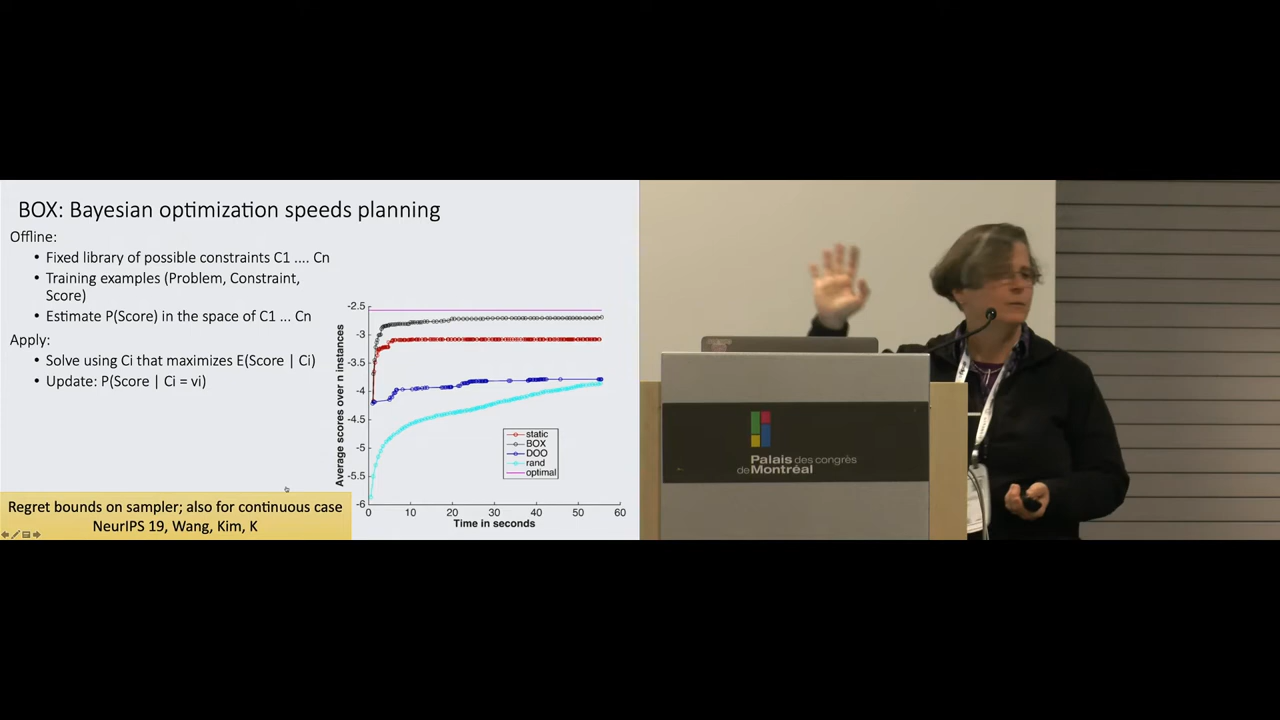 BOX: Bayesian optimization speeds planning
Offline:
• Fixed library of possible constraints C1 .... Cn
• Training examples (Problem, Constraint,
Score)
• Estimate P(Score) in the space of C1 ... Cn
Apply:
• Solve using Ci that maximizes E(Score | Ci)
• Update: P(Score | Ci = vi)
Regret bounds on sampler; also for continuous case
NeurIPS 19, Wang, Kim, K
Average scores over n instances
-2.5
-3
-3.5
-4
-4.5
-5
-5.5
-6
static
BOX
DOO
rand
optimal
0 10 20 30 40 50 60
Time in seconds
Palais des congrès
de Montréal